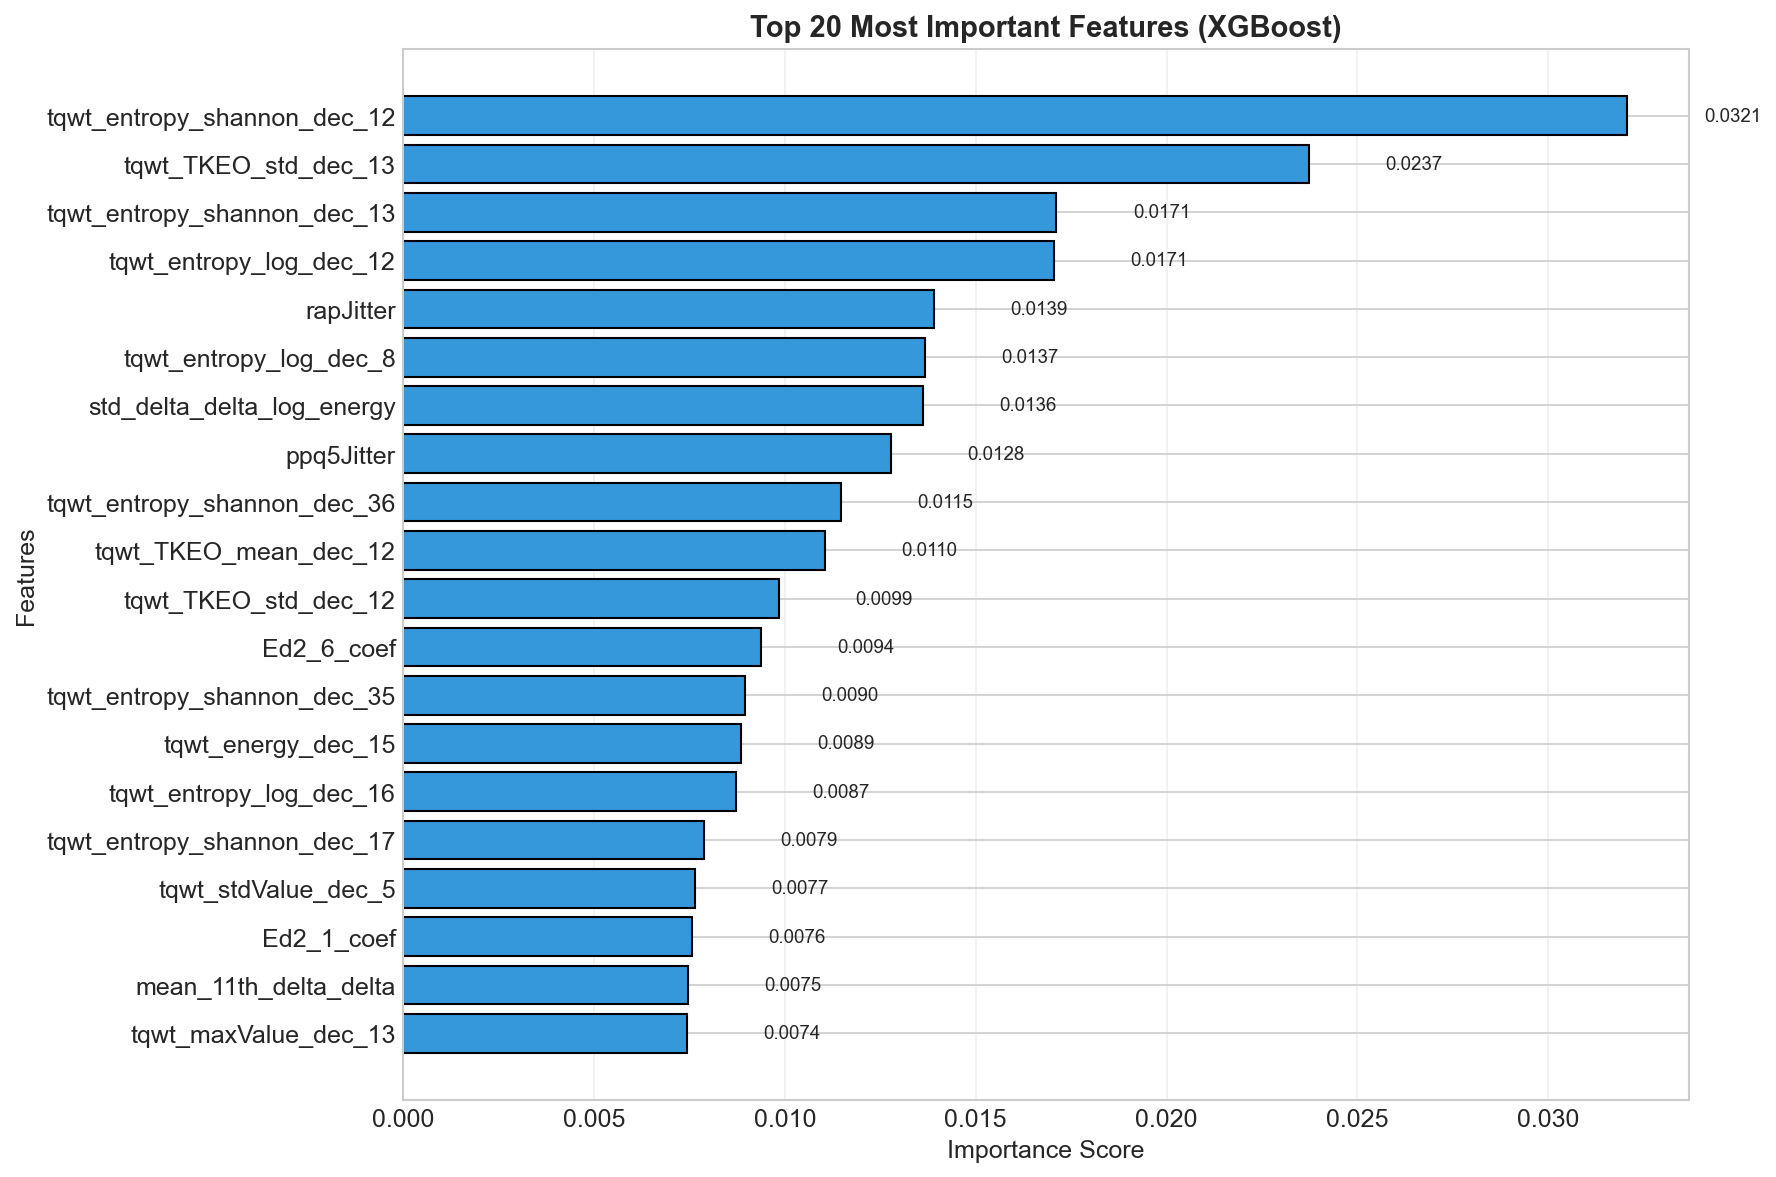 Top 20 Most Important Features (XGBoost)
tqwt_entropy_shannon_dec_12 0.0321
tqwt_TKEO_std_dec_13 0.0237
tqwt_entropy_shannon_dec_13 0.0171
tqwt_entropy_log_dec_12 0.0171
rapJitter 0.0139
tqwt_entropy_log_dec_8 0.0137
std_delta_delta_log_energy 0.0136
ppq5Jitter 0.0128
tqwt_entropy_shannon_dec_36 0.0115
tqwt_TKEO_mean_dec_12 0.0110
tqwt_TKEO_std_dec_12 0.0099
Ed2_6_coef 0.0094
tqwt_entropy_shannon_dec_35 0.0090
tqwt_energy_dec_15 0.0089
tqwt_entropy_log_dec_16 0.0087
tqwt_entropy_shannon_dec_17 0.0079
tqwt_stdValue_dec_5 0.0077
Ed2_1_coef 0.0076
mean_11th_delta_delta 0.0075
tqwt_maxValue_dec_13 0.0074
Features
0.000 0.005 0.010 0.015 0.020 0.025 0.030
Importance Score